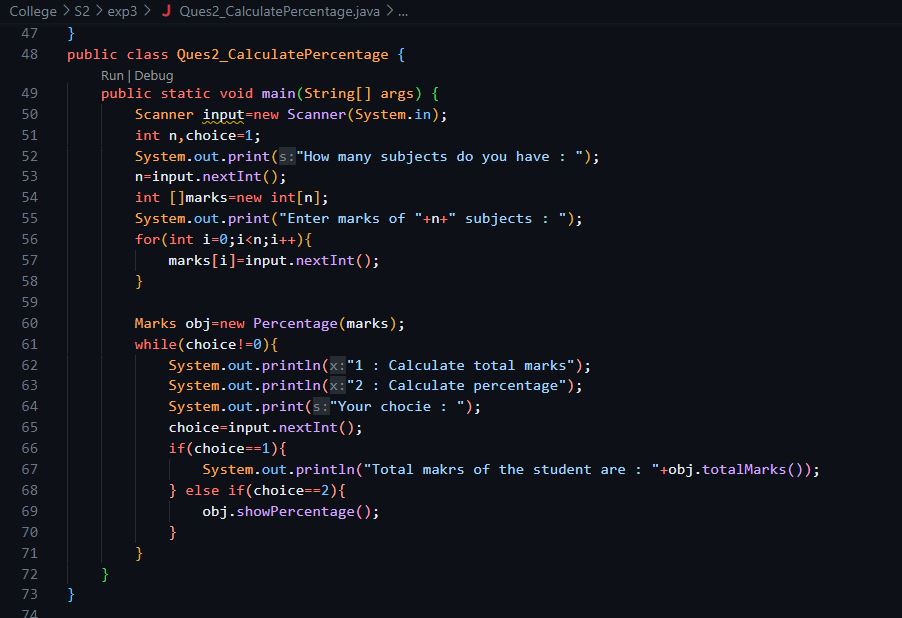 College > S2 > exp3 > J Ques2_CalculatePercentage.java > ...
47 }
48 public class Ques2_CalculatePercentage {
Run | Debug
49 public static void main(String[] args) {
50 Scanner input=new Scanner(System.in);
51 int n,choice=1;
52 System.out.print(s:"How many subjects do you have : ");
53 n=input.nextInt();
54 int []marks=new int[n];
55 System.out.print("Enter marks of "+n+" subjects : ");
56 for(int i=0;i<n;i++){
57 marks[i]=input.nextInt();
58 }
59
60 Marks obj=new Percentage(marks);
61 while(choice!=0){
62 System.out.println(x:"1 : Calculate total marks");
63 System.out.println(x:"2 : Calculate percentage");
64 System.out.print(s:"Your chocie : ");
65 choice=input.nextInt();
66 if(choice==1){
67 System.out.println("Total makrs of the student are : "+obj.totalMarks());
68 } else if(choice==2){
69 obj.showPercentage();
70 }
71 }
72 }
73 }
74